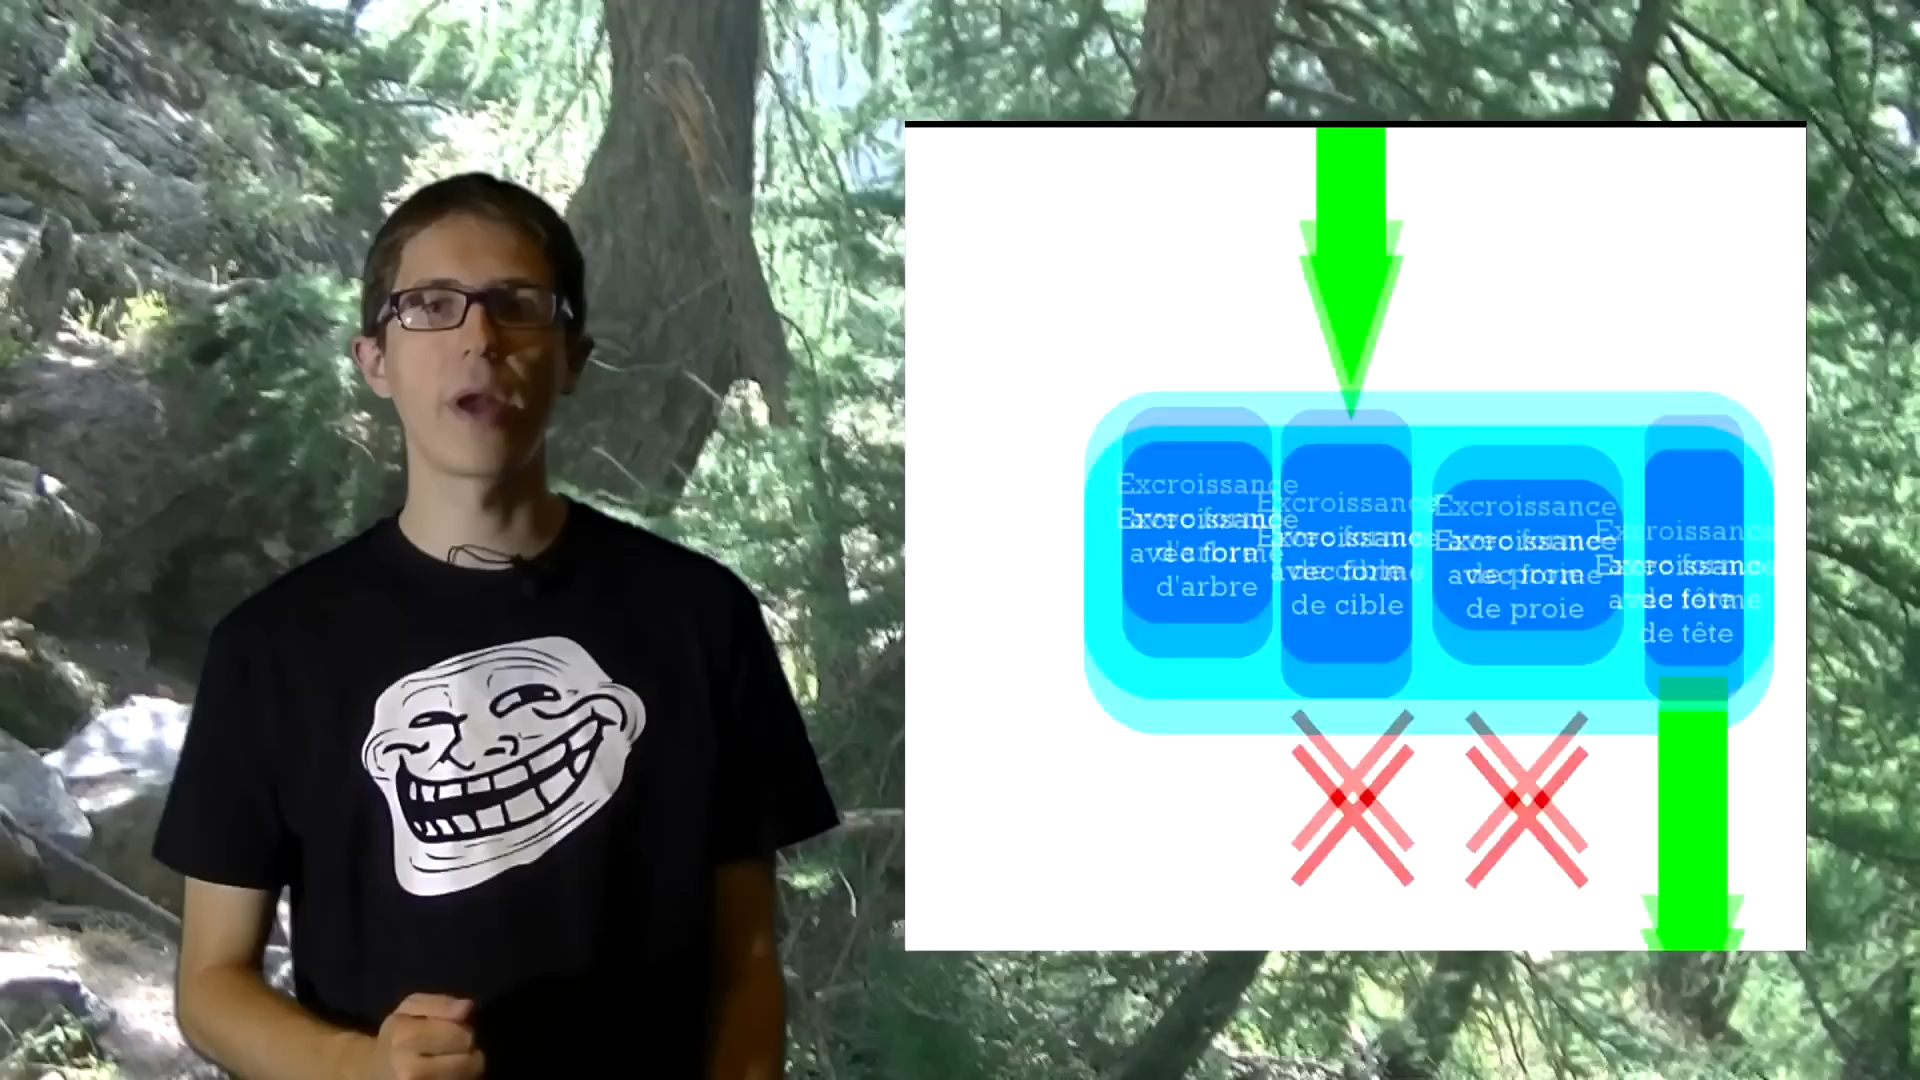 Excroissance
avec forme
d'arbre
Excroissance
avec forme
de cible
Excroissance
avec forme
de proie
Excroissance
avec forme
de tête